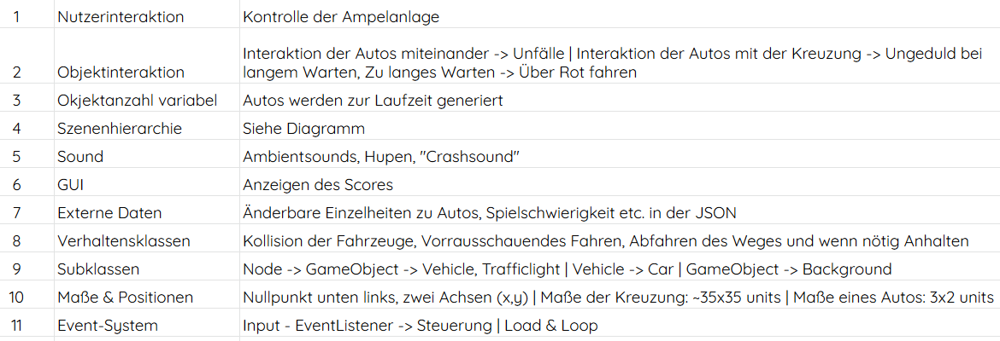 1 Nutzerinteraktion Kontrolle der Ampelanlage
Interaktion der Autos miteinander -> Unfälle | Interaktion der Autos mit der Kreuzung -> Ungeduld bei
2 Objektinteraktion langem Warten, Zu langes Warten -> Über Rot fahren
3 Okjektanzahl variabel Autos werden zur Laufzeit generiert
4 Szenenhierarchie Siehe Diagramm
5 Sound Ambientsounds, Hupen, "Crashsound"
6 GUI Anzeigen des Scores
7 Externe Daten Änderbare Einzelheiten zu Autos, Spielschwierigkeit etc. in der JSON
8 Verhaltensklassen Kollision der Fahrzeuge, Vorrausschauendes Fahren, Abfahren des Weges und wenn nötig Anhalten
9 Subklassen Node -> GameObject -> Vehicle, Trafficlight | Vehicle -> Car | GameObject -> Background
10 Maße & Positionen Nullpunkt unten links, zwei Achsen (x,y) | Maße der Kreuzung: ~35x35 units | Maße eines Autos: 3x2 units
11 Event-System Input - EventListener -> Steuerung | Load & Loop